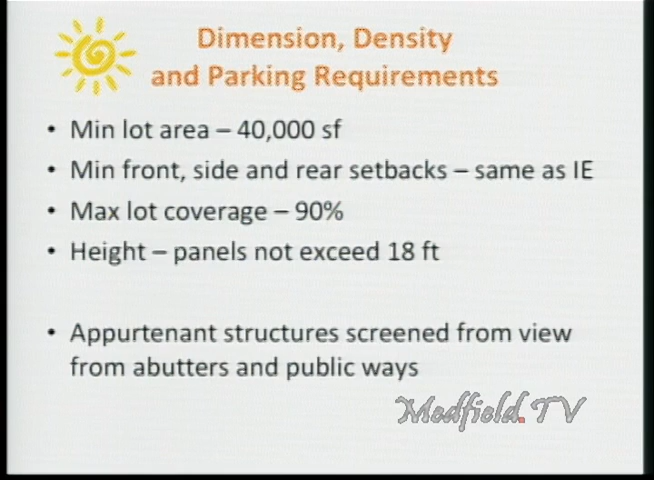 Dimension, Density
and Parking Requirements
• Min lot area – 40,000 sf
• Min front, side and rear setbacks – same as IE
• Max lot coverage – 90%
• Height – panels not exceed 18 ft
• Appurtenant structures screened from view
from abutters and public ways
Medfield.TV